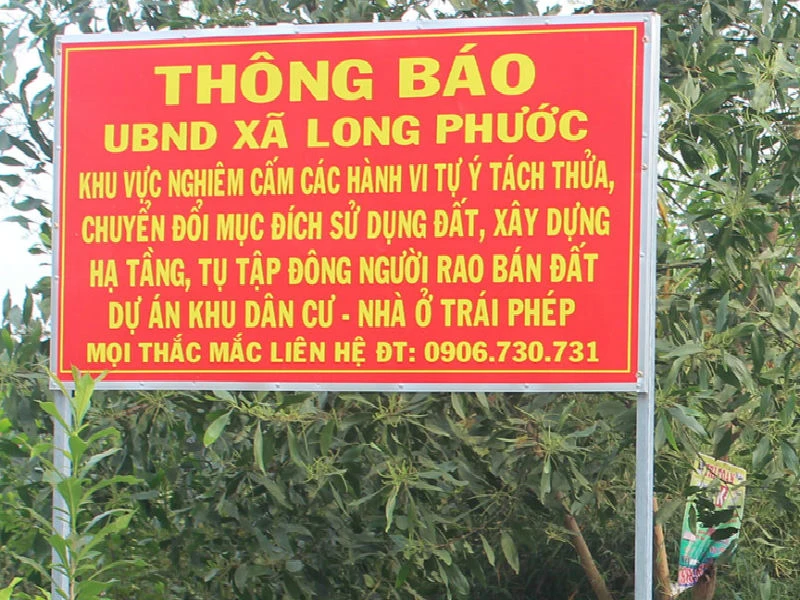 THÔNG BÁO
UBND XÃ LONG PHƯỚC
KHU VỰC NGHIÊM CẤM CÁC HÀNH VI TỰ Ý TÁCH THỬA,
CHUYỂN ĐỔI MỤC ĐÍCH SỬ DỤNG ĐẤT, XÂY DỰNG
HẠ TẦNG, TỤ TẬP ĐÔNG NGƯỜI RAO BÁN ĐẤT
DỰ ÁN KHU DÂN CƯ - NHÀ Ở TRÁI PHÉP
MỌI THẮC MẮC LIÊN HỆ ĐT: 0906.730.731